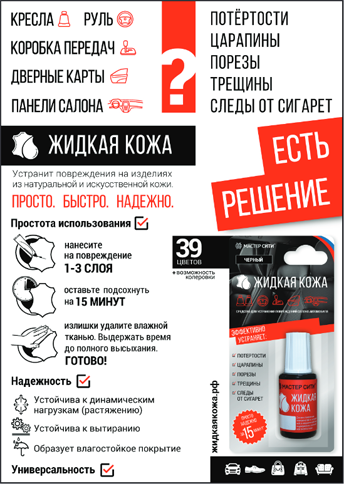 КРЕСЛА РУЛЬ
КОРОБКА ПЕРЕДАЧ
ДВЕРНЫЕ КАРТЫ
ПАНЕЛИ САЛОНА
?
ПОТЁРТОСТИ
ЦАРАПИНЫ
ПОРЕЗЫ
ТРЕЩИНЫ
СЛЕДЫ ОТ СИГАРЕТ
ЖИДКАЯ КОЖА
ЕСТЬ
РЕШЕНИЕ
Устранит повреждения на изделиях
из натуральной и искусственной кожи.
ПРОСТО. БЫСТРО. НАДЕЖНО.
Простота использования
нанесите
на повреждение
1-3 СЛОЯ
оставьте подсохнуть
на 15 МИНУТ
излишки удалите влажной
тканью. Выдержать время
до полного высыхания.
ГОТОВО!
Надежность
Устойчива к динамическим
нагрузкам (растяжению)
Устойчива к вытиранию
Образует влагостойкое покрытие
Универсальность
39
ЦВЕТОВ
+возможность
колеровки
МАСТЕР СИТИ
ЧЕРНЫЙ
ЖИДКАЯ КОЖА
ЭФФЕКТИВНО
УСТРАНЯЕТ:
ПОТЕРТОСТИ
ЦАРАПИНЫ
ПОРЕЗЫ
ТРЕЩИНЫ
СЛЕДЫ
ОТ СИГАРЕТ
МАСТЕР СИТИ
ЖИДКАЯ
КОЖА
ПРОСТО
НАДЕЖНО
15
МИНУТ
жидкаякожа.рф